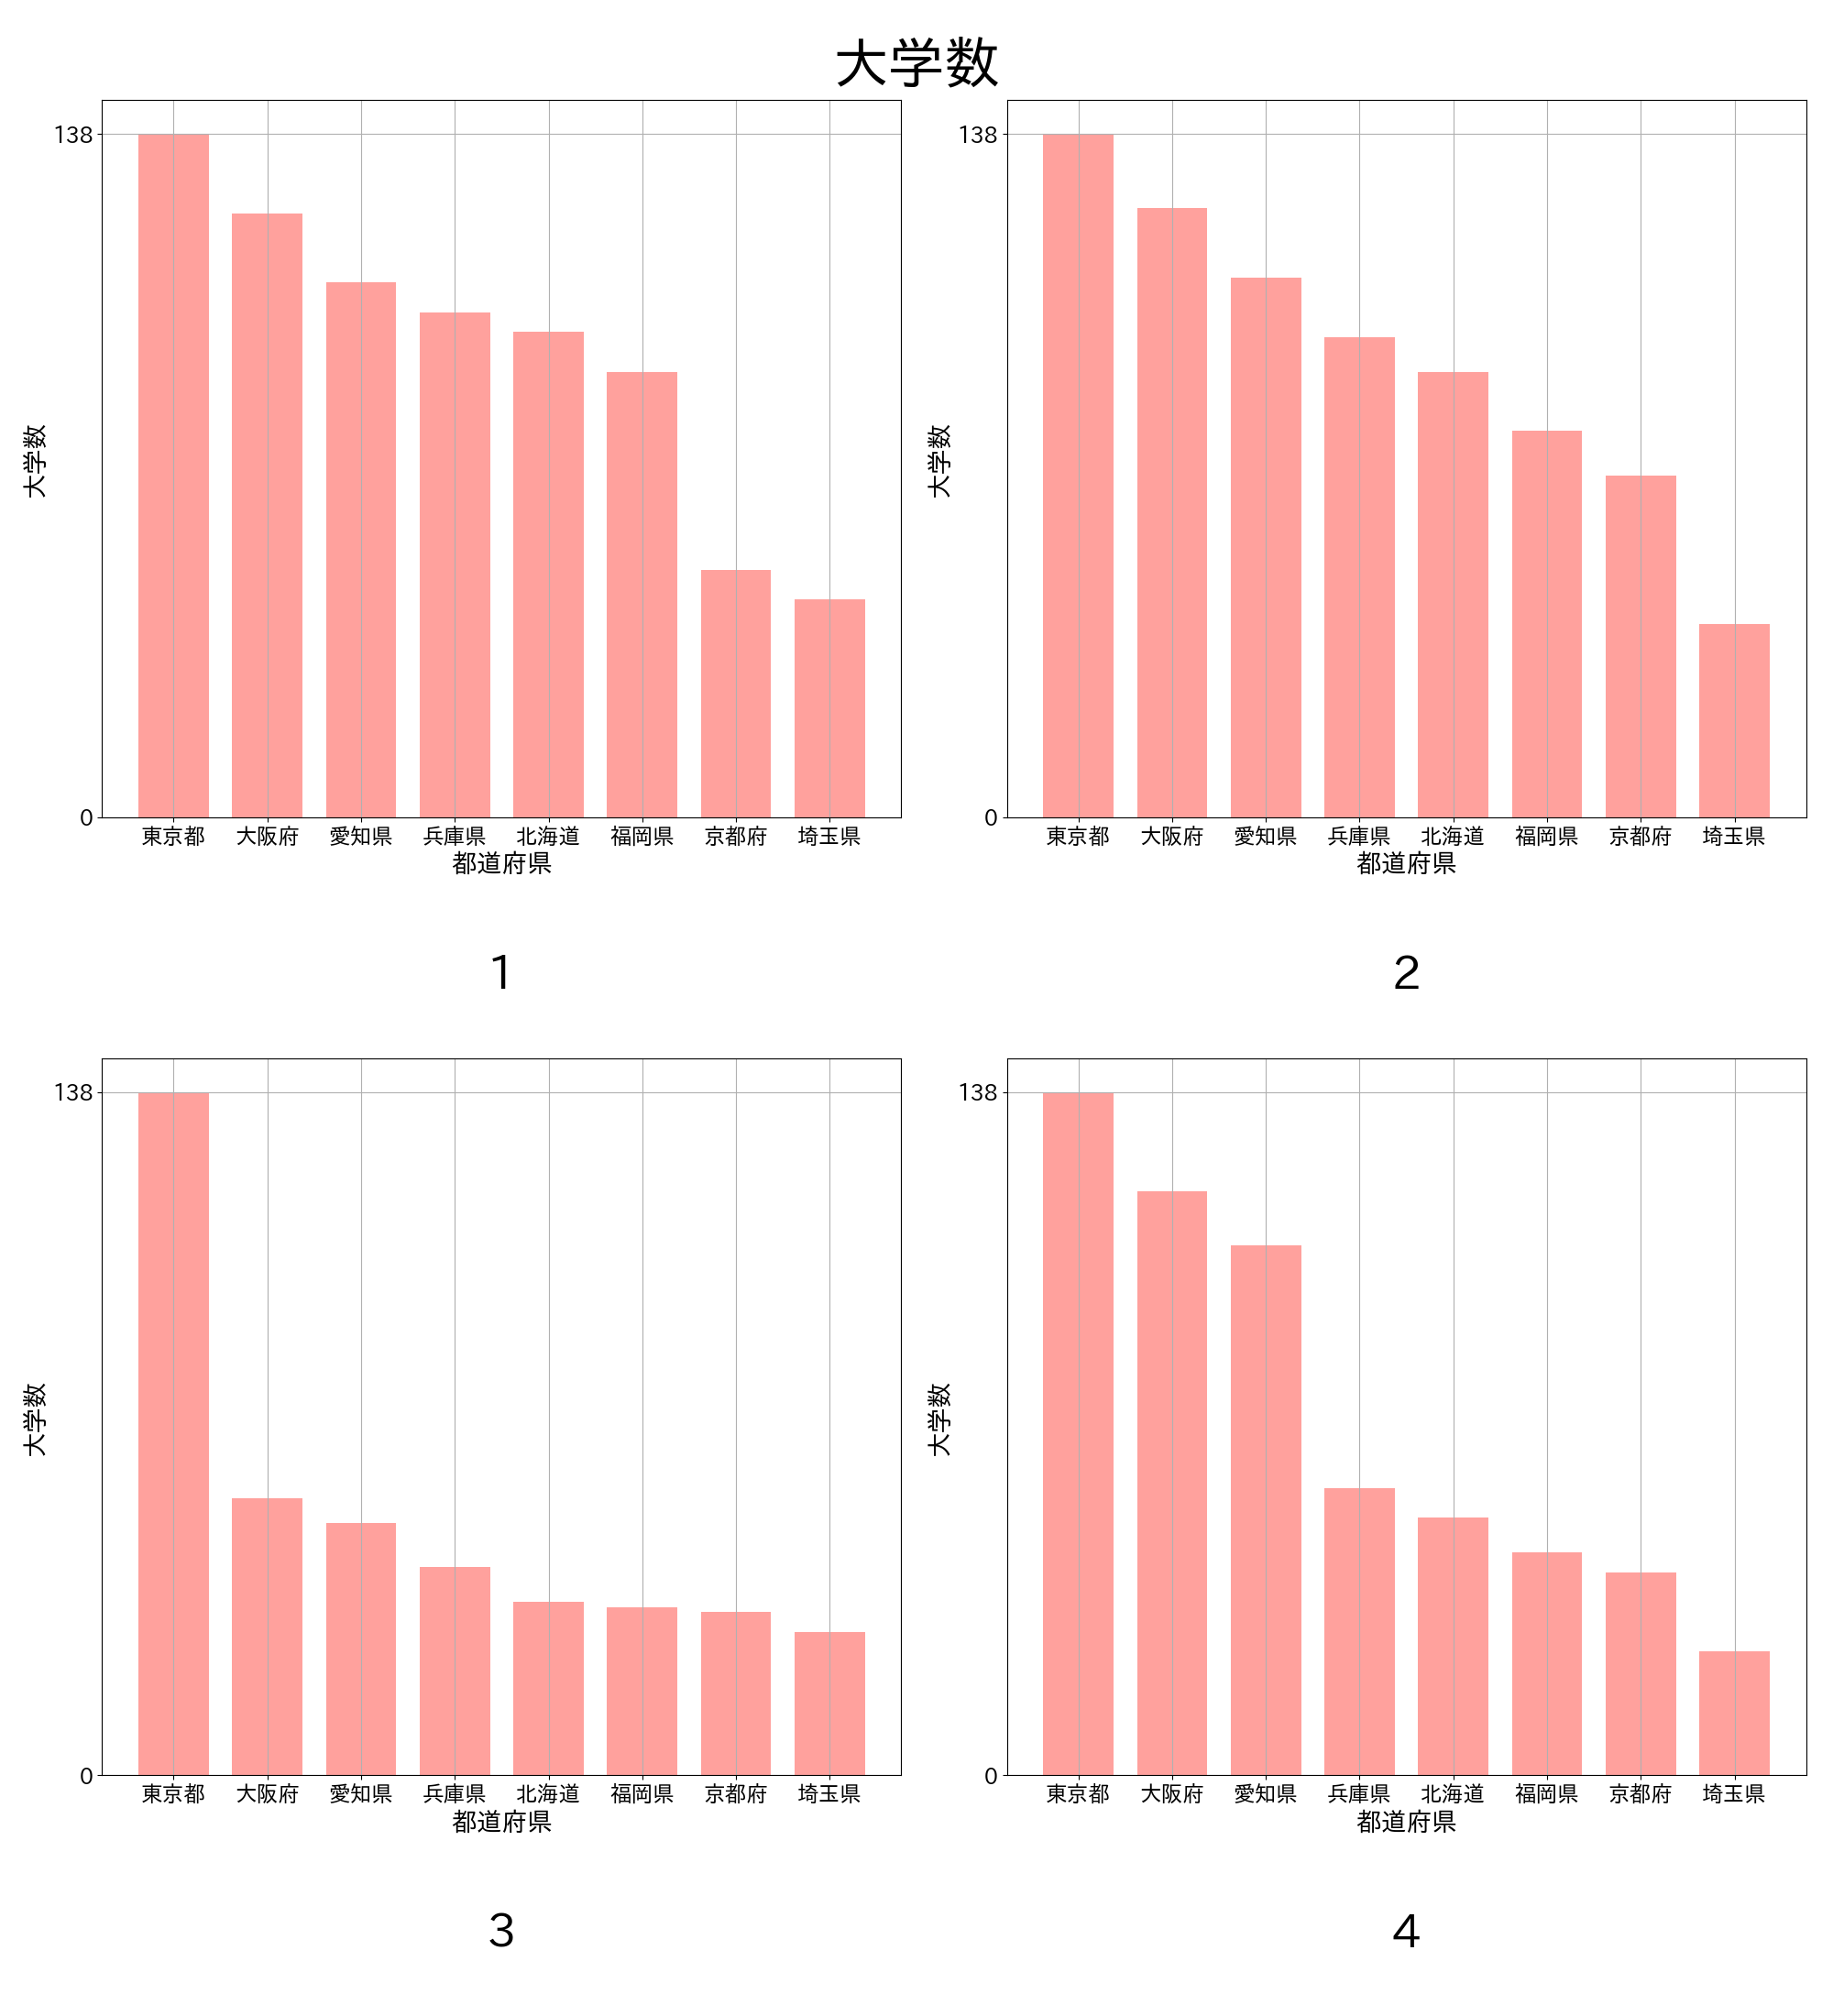 大学数
138
0
大学数
東京都 大阪府 愛知県 兵庫県 北海道 福岡県 京都府 埼玉県
都道府県
1
138
0
大学数
東京都 大阪府 愛知県 兵庫県 北海道 福岡県 京都府 埼玉県
都道府県
2
138
0
大学数
東京都 大阪府 愛知県 兵庫県 北海道 福岡県 京都府 埼玉県
都道府県
3
138
0
大学数
東京都 大阪府 愛知県 兵庫県 北海道 福岡県 京都府 埼玉県
都道府県
4